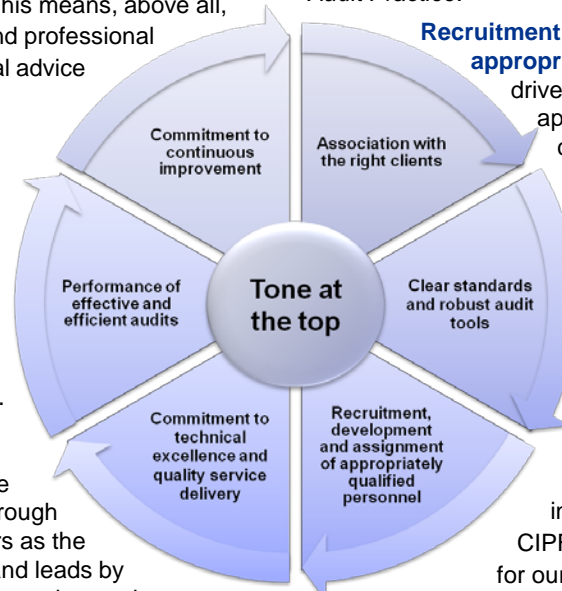 his means, above all,
nd professional
al advice
Audit Practice.
Recruitment
appropr
drive
ap
Commitment to
continuous
improvement
Association with
the right clients
Clear standards
and robust audit
tools
Recruitment,
development
and assignment
of appropriately
qualified
personnel
Commitment to
technical
excellence and
quality service
delivery
Performance of
effective and
efficient audits
Tone at
the top
rough
rs as the
and leads by
in
CIPF
for our